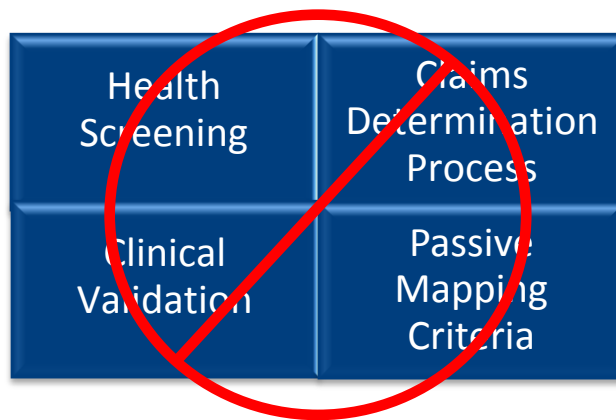 Health
Screening
Claims
Determination
Process
Clinical
Validation
Passive
Mapping
Criteria